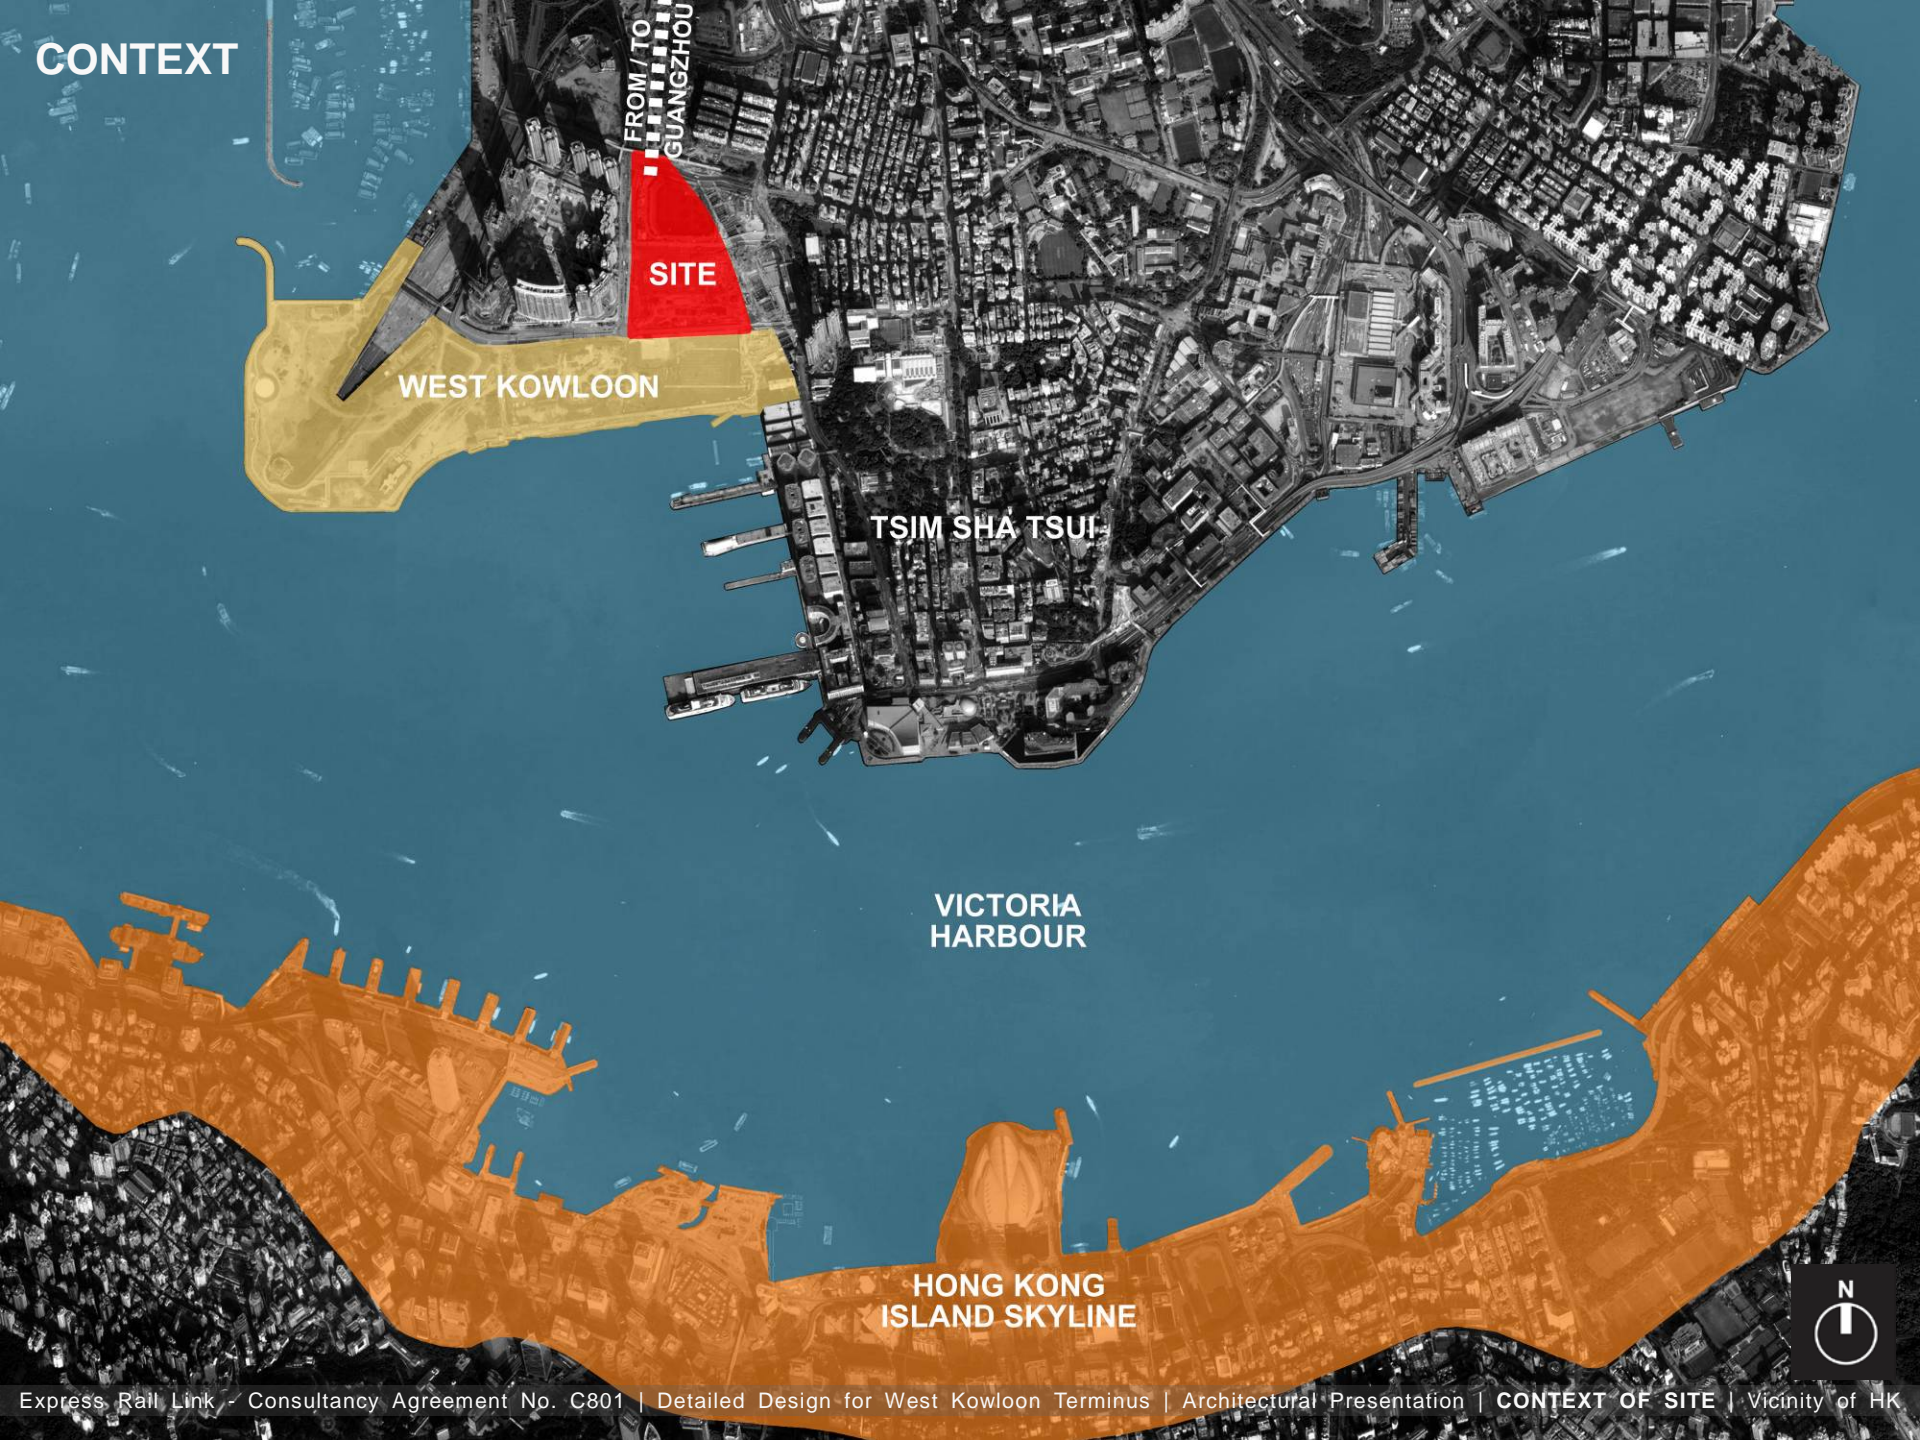 CONTEXT
FROM / TO
GUANGZHOU
SITE
WEST KOWLOON
TSIM SHA TSUI
VICTORIA
HARBOUR
HONG KONG
ISLAND SKYLINE
N
Express Rail Link - Consultancy Agreement No. C801 | Detailed Design for West Kowloon Terminus | Architectural Presentation | CONTEXT OF SITE | Vicinity of HK